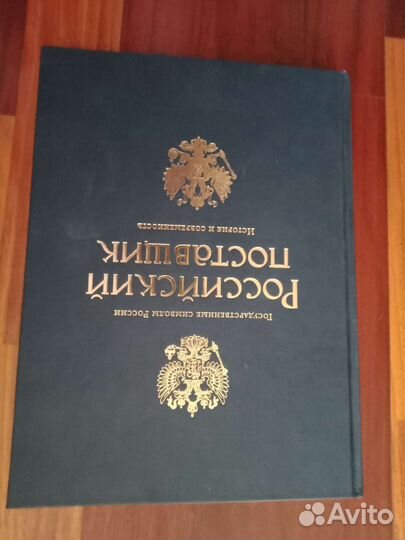 Государственные символы России
Российский
поставщик
История и современность
Avito